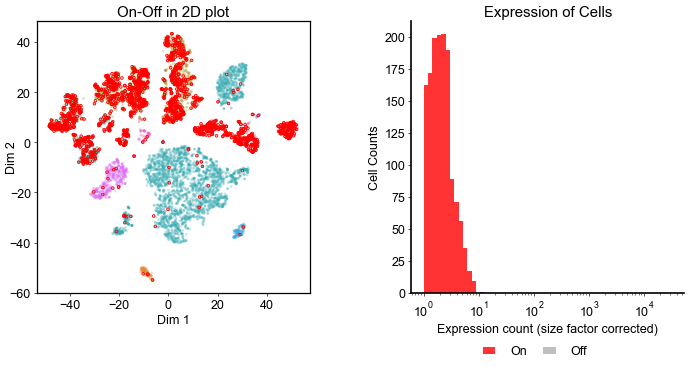 On-Off in 2D plot
40
20
0
−20
−40
−60
Dim 2
−40 −20 0 20 40
Dim 1
Expression of Cells
200
175
150
125
100
75
50
25
0
Cell Counts
10^0 10^1 10^2 10^3 10^4
Expression count (size factor corrected)
On Off